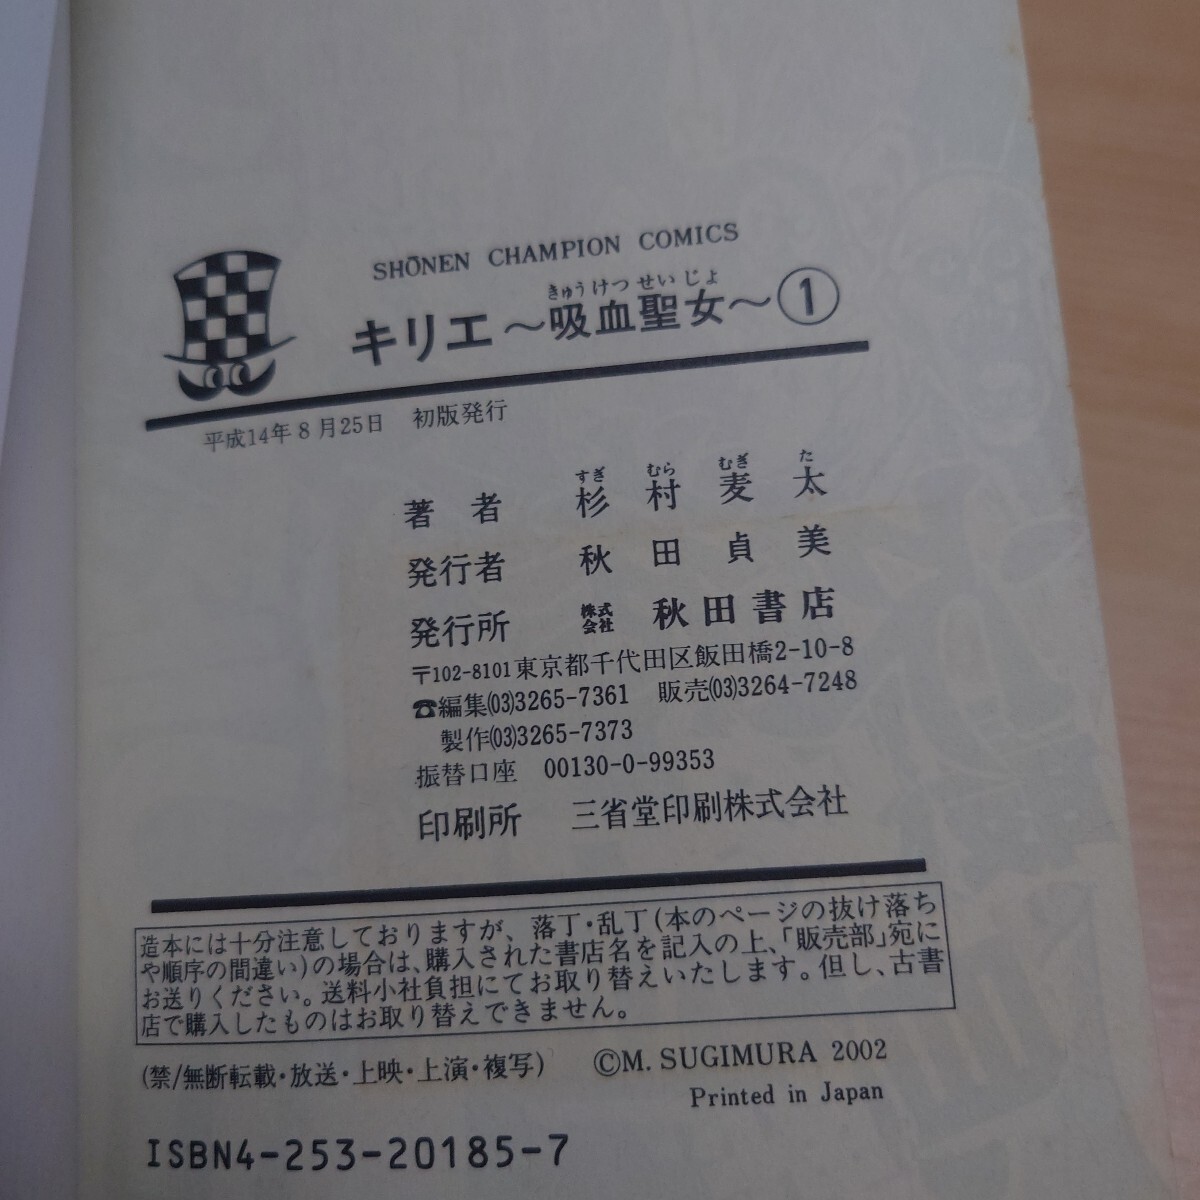 SHŌNEN CHAMPION COMICS
きゅうけつせいじょ
キリエ～吸血聖女～①
平成14年8月25日 初版発行
すぎ むら むぎ た
著者 杉村麦太
発行者 秋田貞美
発行所 株式会社 秋田書店
〒102-8101東京都千代田区飯田橋2-10-8
☎編集(03)3265-7361 販売(03)3264-7248
製作(03)3265-7373
振替口座 00130-0-99353
印刷所 三省堂印刷株式会社
造本には十分注意しておりますが、落丁・乱丁(本のページの抜け落ち
や順序の間違い)の場合は、購入された書店名を記入の上、「販売部」宛に
お送りください。送料小社負担にてお取り替えいたします。但し、古書
店で購入したものはお取り替えできません。
(禁/無断転載・放送・上映・上演・複写) ©M. SUGIMURA 2002
Printed in Japan
ISBN4-253-20185-7